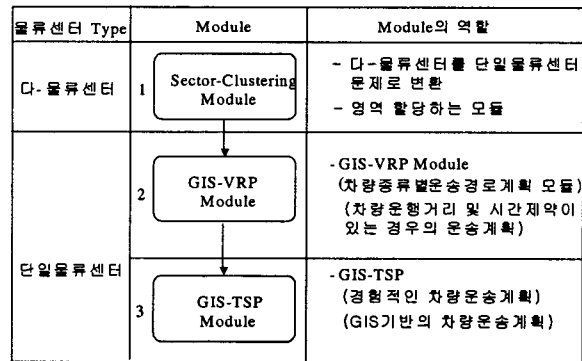 물류센터 Type Module Module의 역할
다-물류센터
1
Sector-Clustering
Module
- 다-물류센터를 단일물류센터
문제로 변환
- 영역 할당하는 모듈
단일물류센터
2
GIS-VRP
Module
- GIS-VRP Module
(차량종류별운송경로계획 모듈)
(차량운행거리 및 시간제약이
있는 경우의 운송계획)
3
GIS-TSP
Module
- GIS-TSP
(경험적인 차량운송계획)
(GIS기반의 차량운송계획)